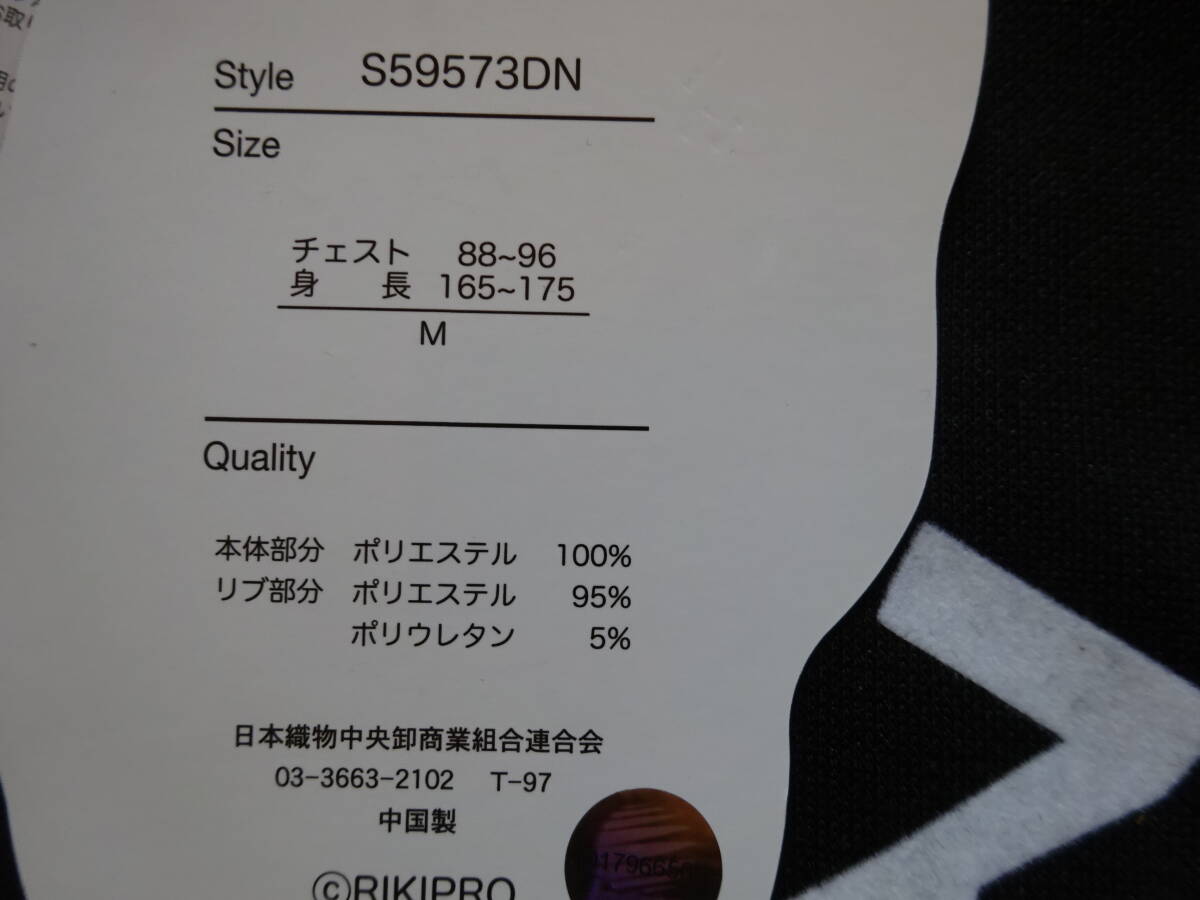 お取り
Style S59573DN
Size
チェスト 88~96
身長 165~175
M
Quality
本体部分 ポリエステル 100%
リブ部分 ポリエステル 95%
ポリウレタン 5%
日本織物中央卸商業組合連合会
03-3663-2102 T-97
中国製
©RIKIPRO